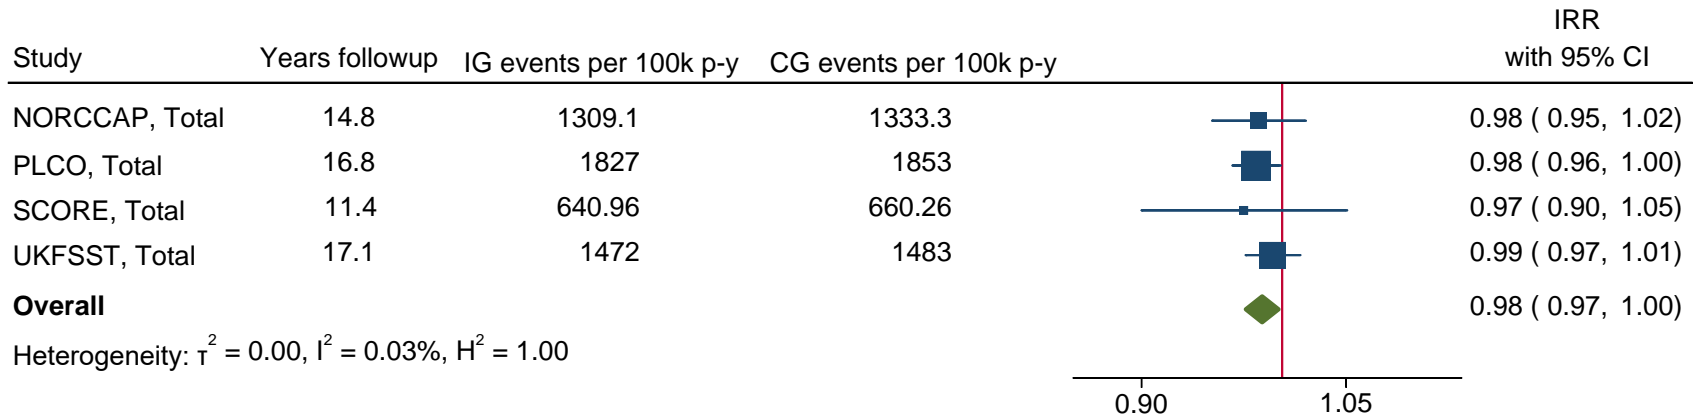 IRR
Study Years followup IG events per 100k p-y CG events per 100k p-y with 95% CI
NORCCAP, Total 14.8 1309.1 1333.3 0.98 ( 0.95, 1.02)
PLCO, Total 16.8 1827 1853 0.98 ( 0.96, 1.00)
SCORE, Total 11.4 640.96 660.26 0.97 ( 0.90, 1.05)
UKFSST, Total 17.1 1472 1483 0.99 ( 0.97, 1.01)
Overall 0.98 ( 0.97, 1.00)
Heterogeneity: τ² = 0.00, I² = 0.03%, H² = 1.00
0.90 1.05